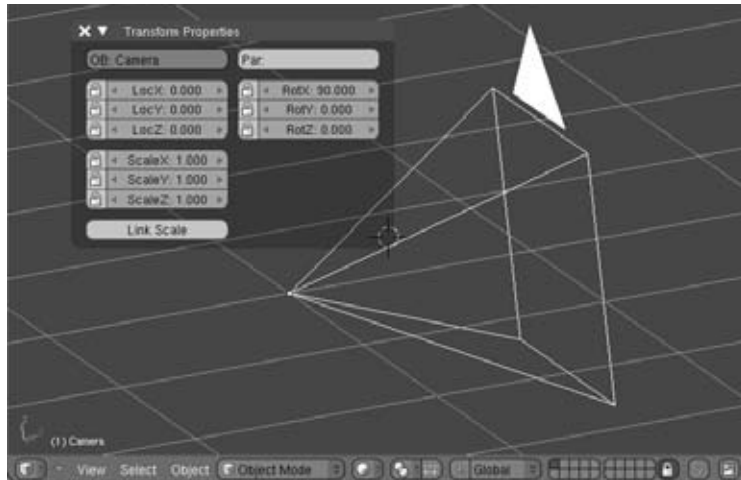 Transform Properties
OB: Camera
Par:
LocX: 0.000
RotX: 90.000
LocY: 0.000
RotY: 0.000
LocZ: 0.000
RotZ: 0.000
ScaleX: 1.000
ScaleY: 1.000
ScaleZ: 1.000
Link Scale
(1) Camera
View Select Object Object Mode Global